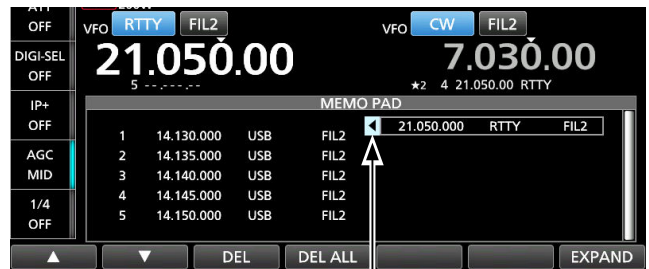 ATT
OFF
VFO RTTY FIL2
VFO CW FIL2
21.050.00
7.030.00
5 --.---.--
★2 4 21.050.00 RTTY
DIGI-SEL
OFF
IP+
OFF
AGC
MID
1/4
OFF
MEMO PAD
21.050.000 RTTY FIL2
1 14.130.000 USB FIL2
2 14.135.000 USB FIL2
3 14.140.000 USB FIL2
4 14.145.000 USB FIL2
5 14.150.000 USB FIL2
▲ ▼ DEL DEL ALL EXPAND